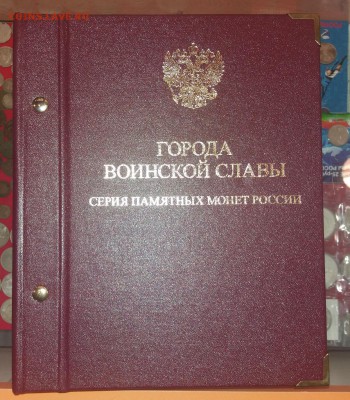 ГОРОДА
ВОИНСКОЙ СЛАВЫ
СЕРИЯ ПАМЯТНЫХ МОНЕТ РОССИИ